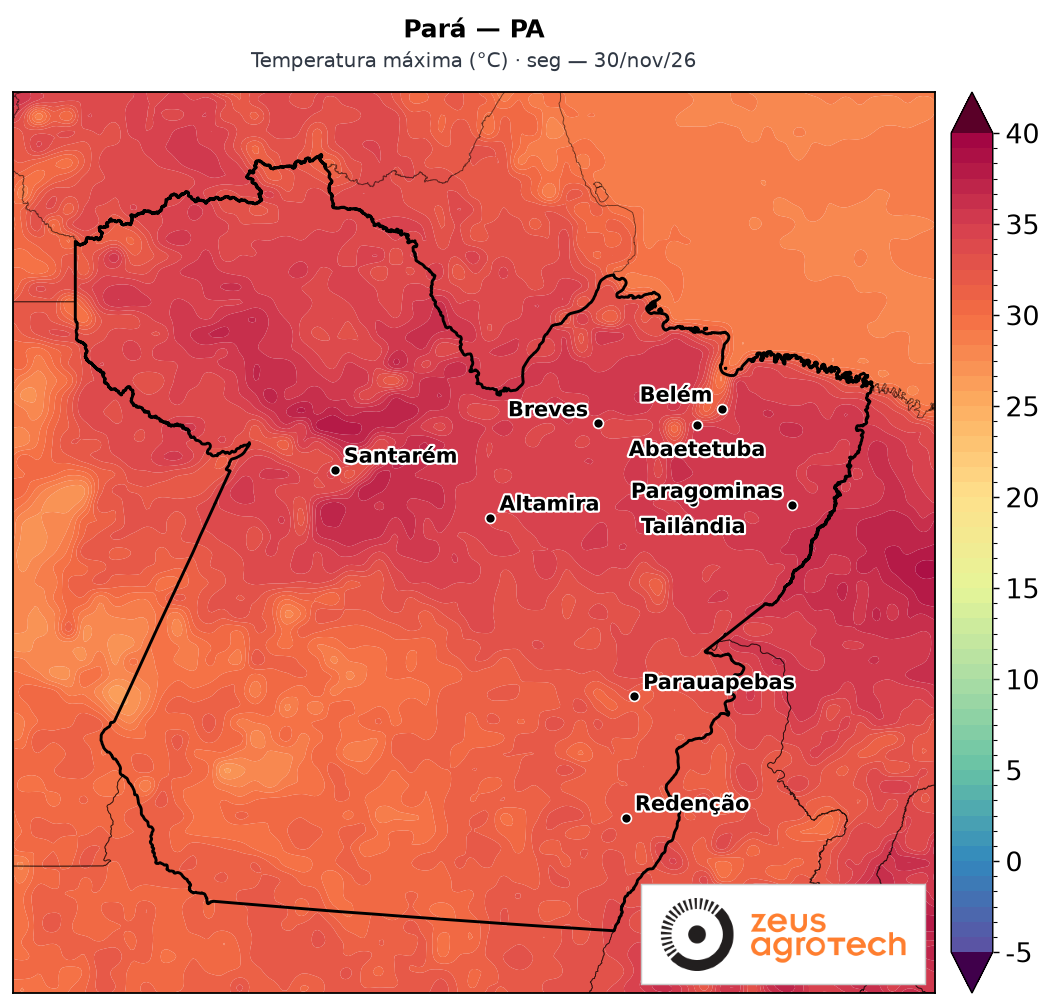 Pará — PA
Temperatura máxima (°C) · seg — 30/nov/26
40
35
30
25
20
15
10
5
0
-5
Belém
Breves
Abaetetuba
Santarém
Paragominas
Altamira
Tailândia
Parauapebas
Redenção
zeus
agrotech